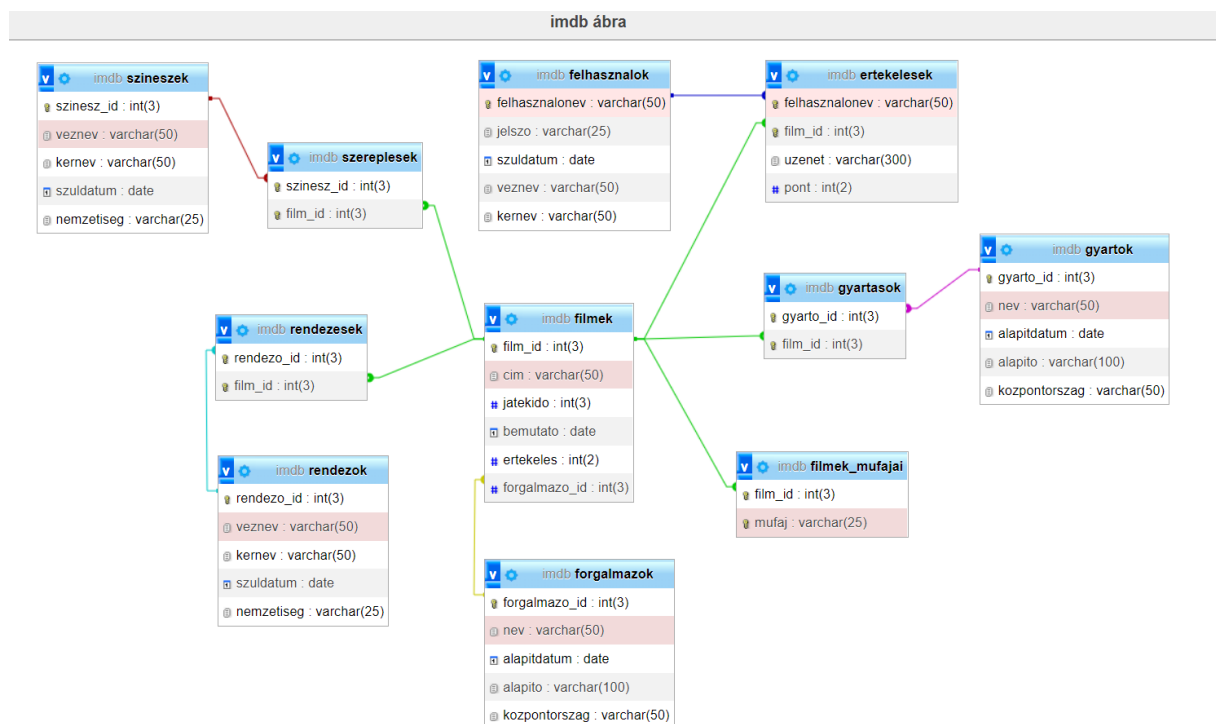 imdb ábra
imdb szineszek
szinesz_id : int(3)
veznev : varchar(50)
kernev : varchar(50)
szuldatum : date
nemzetiseg : varchar(25)
imdb szereplesek
szinesz_id : int(3)
film_id : int(3)
imdb felhasznalok
felhasznalonev : varchar(50)
jelszo : varchar(25)
szuldatum : date
veznev : varchar(50)
kernev : varchar(50)
imdb ertekelesek
felhasznalonev : varchar(50)
film_id : int(3)
uzenet : varchar(300)
pont : int(2)
imdb gyartok
gyarto_id : int(3)
nev : varchar(50)
alapitdatum : date
alapito : varchar(100)
kozpontorszag : varchar(50)
imdb gyartasok
gyarto_id : int(3)
film_id : int(3)
imdb rendezesek
rendezo_id : int(3)
film_id : int(3)
imdb filmek
film_id : int(3)
cim : varchar(50)
jatekido : int(3)
bemutato : date
ertekeles : int(2)
forgalmazo_id : int(3)
imdb rendezok
rendezo_id : int(3)
veznev : varchar(50)
kernev : varchar(50)
szuldatum : date
nemzetiseg : varchar(25)
imdb filmek_mufajai
film_id : int(3)
mufaj : varchar(25)
imdb forgalmazok
forgalmazo_id : int(3)
nev : varchar(50)
alapitdatum : date
alapito : varchar(100)
kozpontorszag : varchar(50)